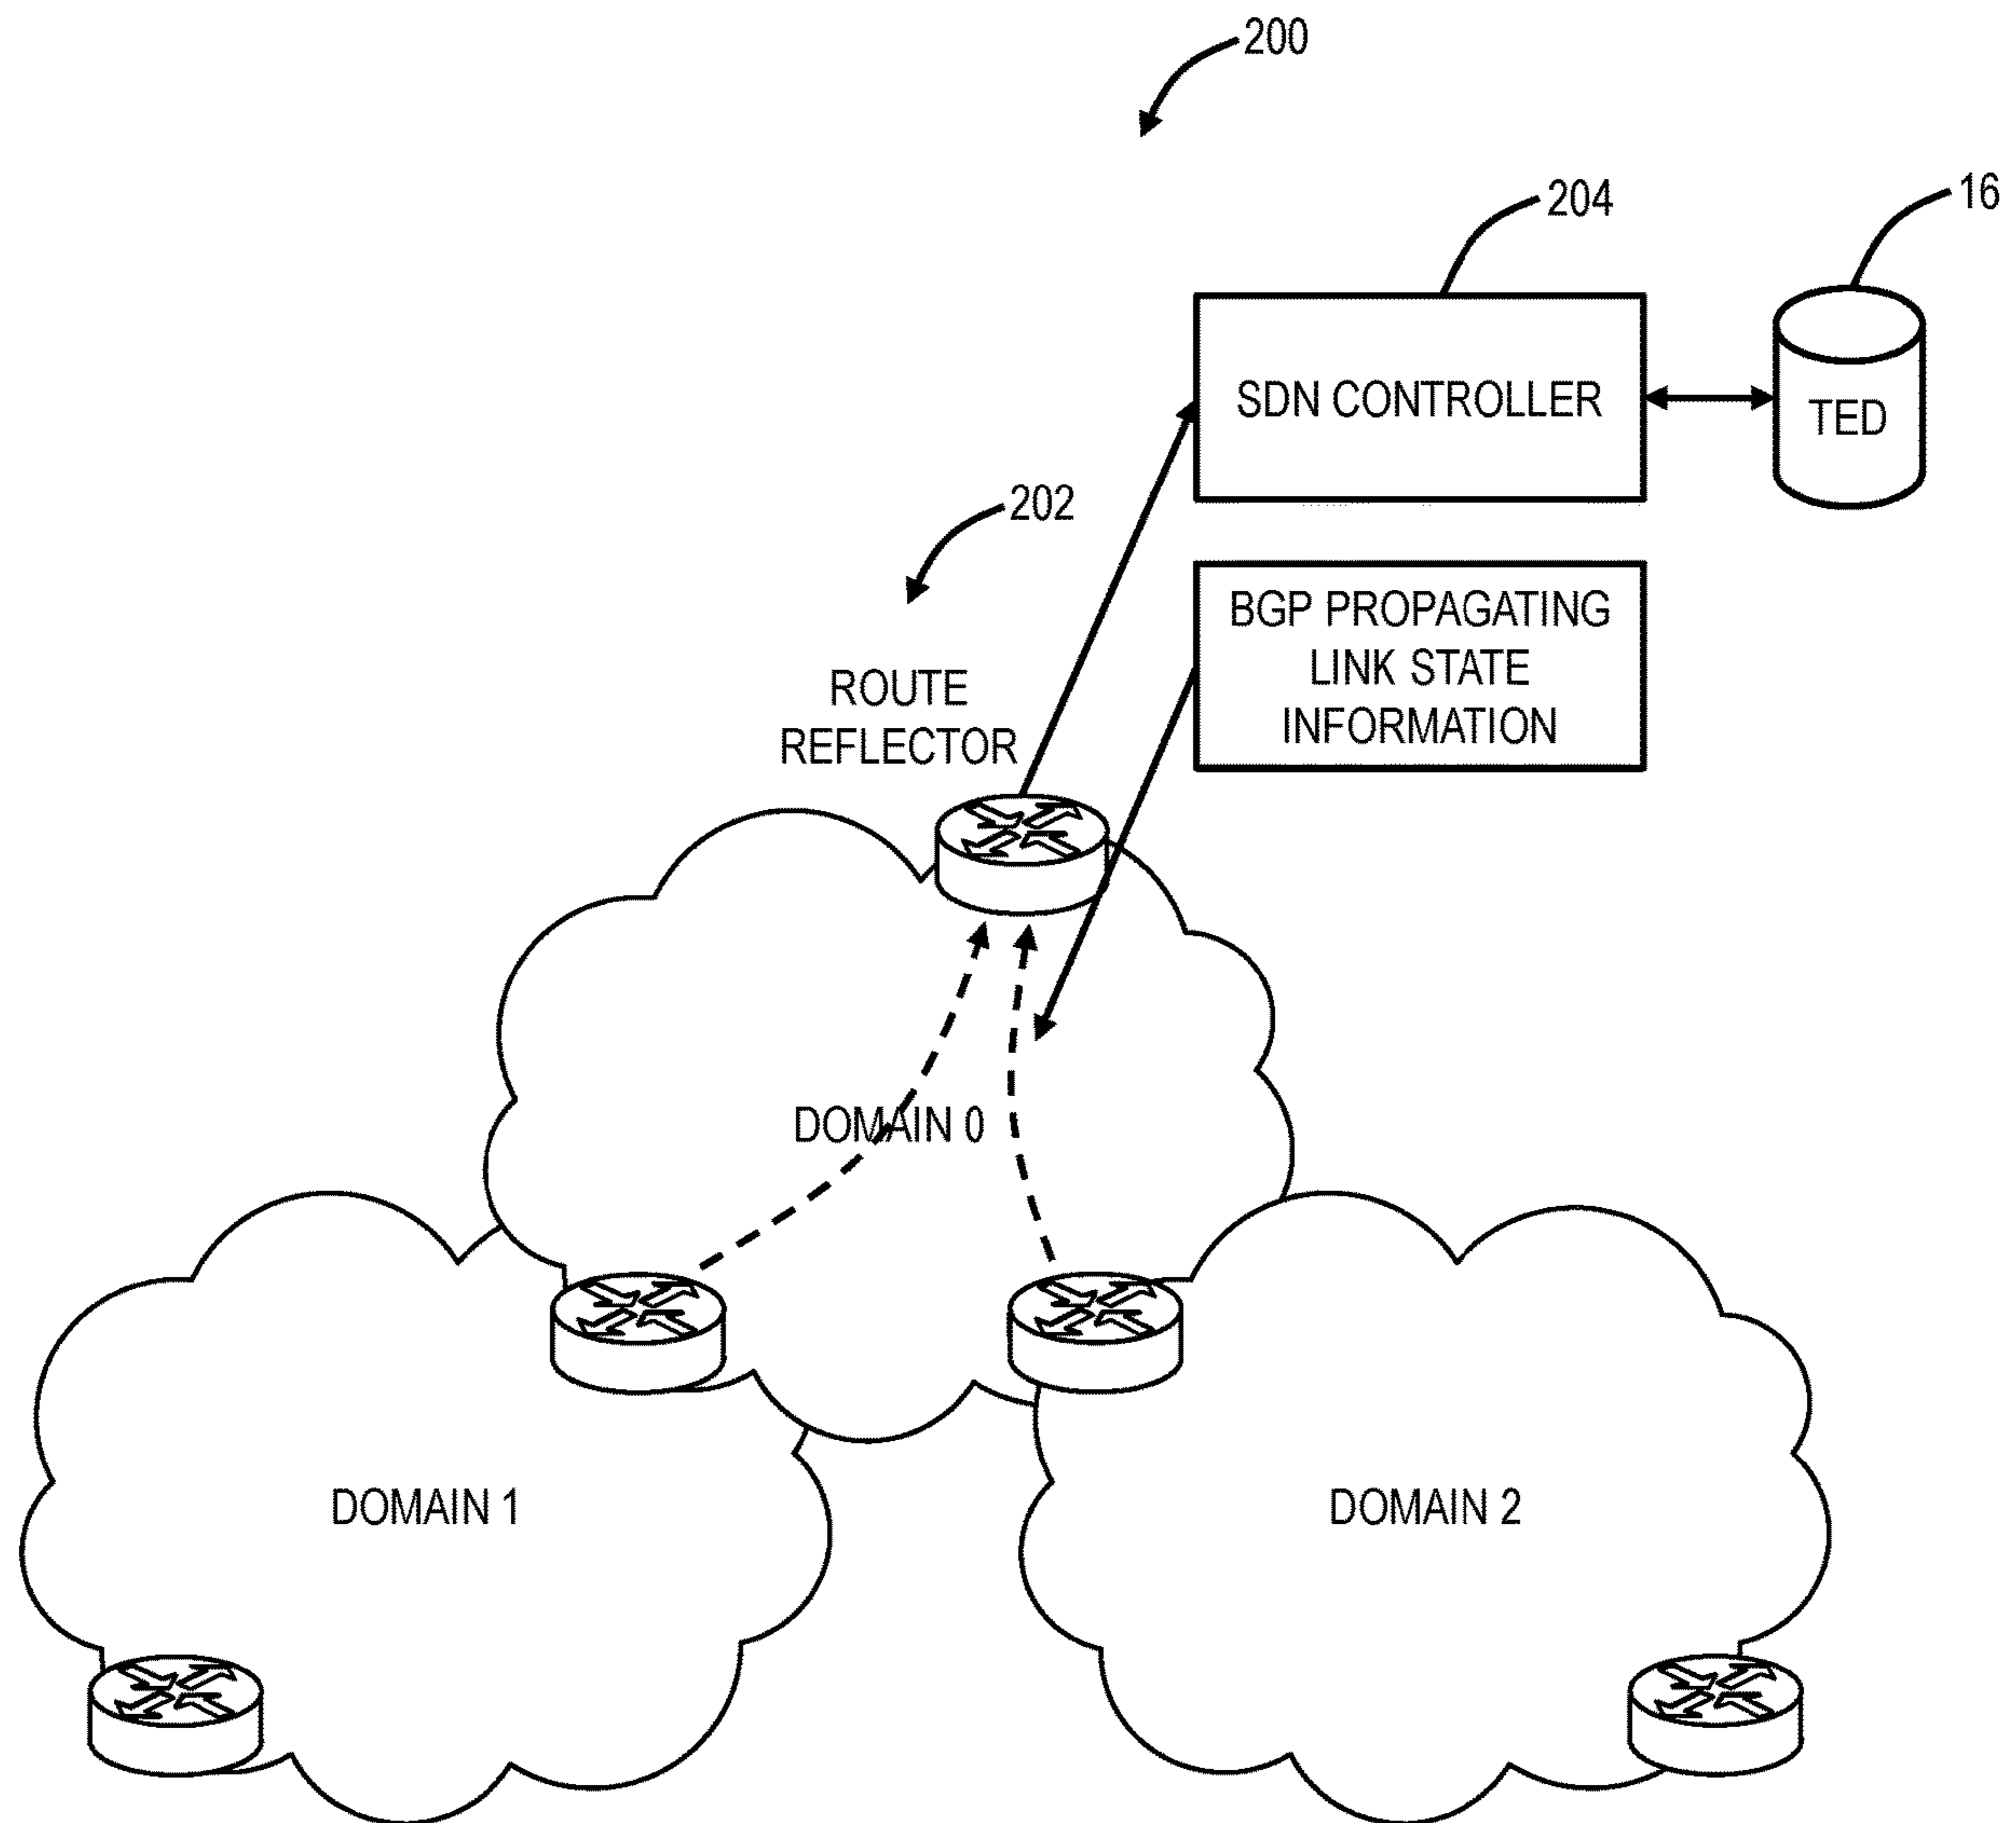 200
204
16
SDN CONTROLLER
TED
202
BGP PROPAGATING
LINK STATE
INFORMATION
ROUTE
REFLECTOR
DOMAIN 0
DOMAIN 1
DOMAIN 2